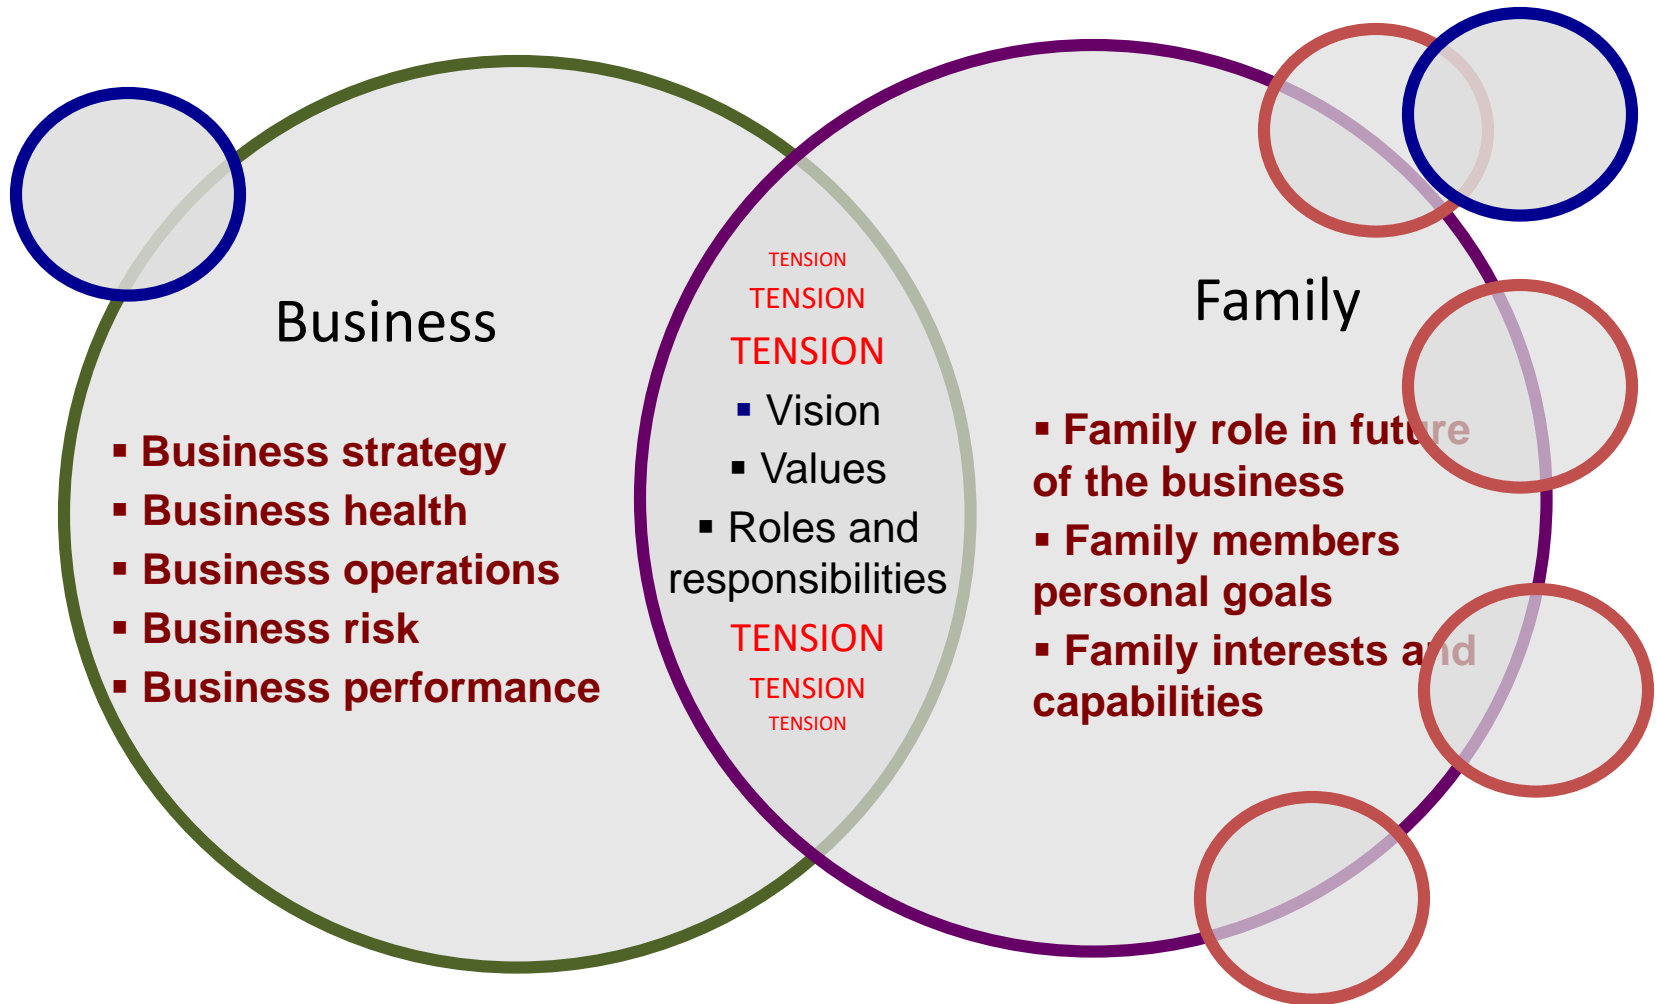 Business
▪ Business strategy
▪ Business health
▪ Business operations
▪ Business risk
▪ Business performance
TENSION
TENSION
TENSION
▪ Vision
▪ Values
▪ Roles and
responsibilities
TENSION
TENSION
TENSION
Family
▪ Family role in future
of the business
▪ Family members
personal goals
▪ Family interests and
capabilities